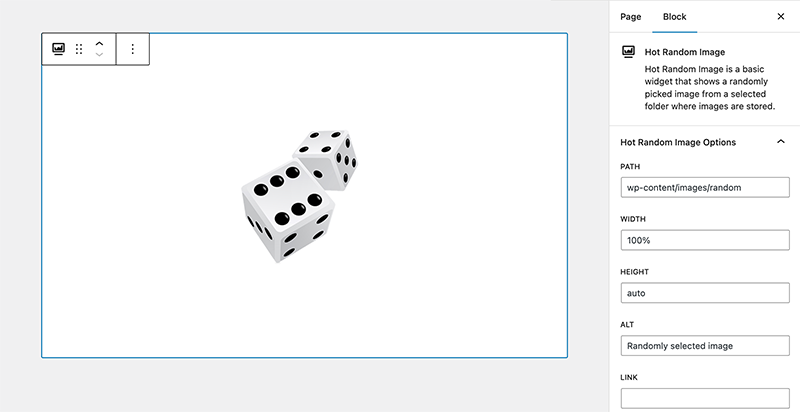 Page Block
Hot Random Image
Hot Random Image is a basic
widget that shows a randomly
picked image from a selected
folder where images are stored.
Hot Random Image Options
PATH
wp-content/images/random
WIDTH
100%
HEIGHT
auto
ALT
Randomly selected image
LINK